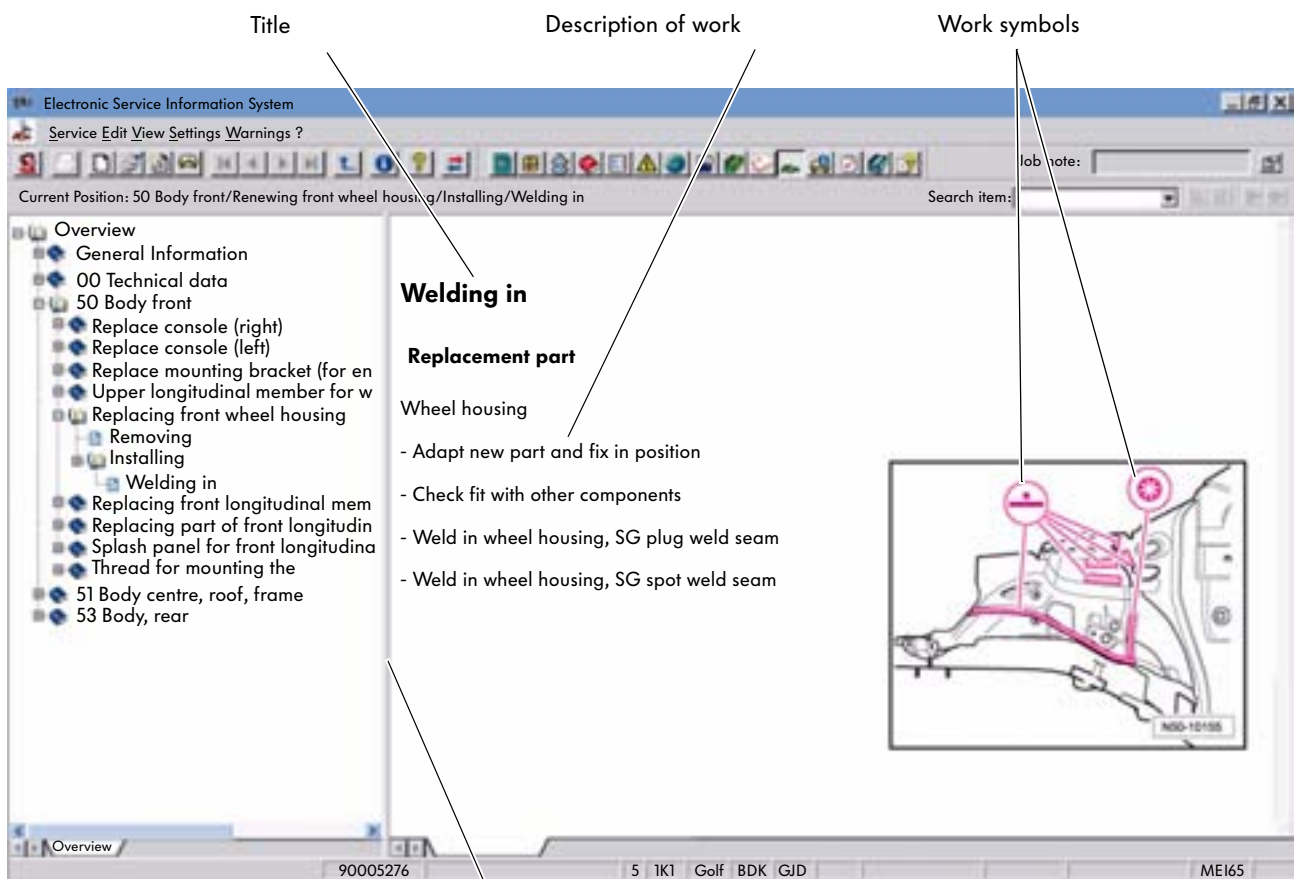 Title Description of work Work symbols
Electronic Service Information System
Service Edit View Settings Warnings ?
Job note:
Current Position: 50 Body front/Renewing front wheel housing/Installing/Welding in Search item:
Overview
General Information
00 Technical data
50 Body front
Replace console (right)
Replace console (left)
Replace mounting bracket (for en
Upper longitudinal member for w
Replacing front wheel housing
Removing
Installing
Welding in
Replacing front longitudinal mem
Replacing part of front longitudin
Splash panel for front longitudina
Thread for mounting the
51 Body centre, roof, frame
53 Body, rear
Welding in
Replacement part
Wheel housing
- Adapt new part and fix in position
- Check fit with other components
- Weld in wheel housing, SG plug weld seam
- Weld in wheel housing, SG spot weld seam
N50-10155
Overview
90005276 5 1K1 Golf BDK GJD MEI65